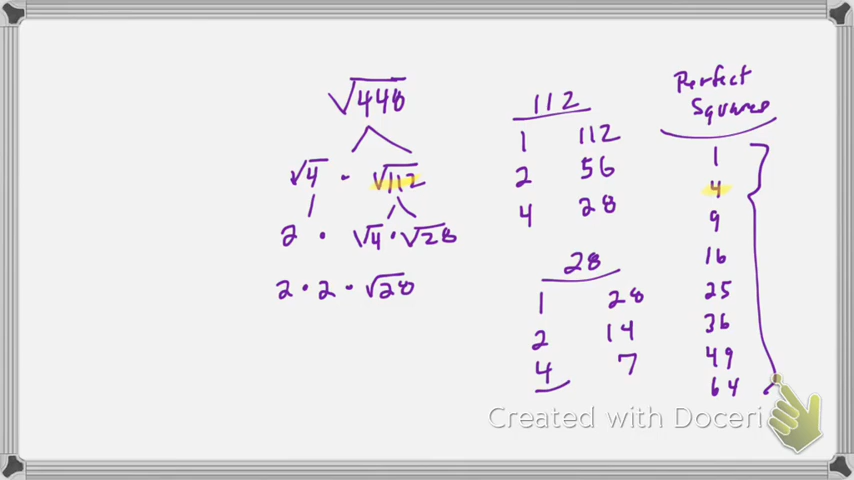 √448
√4 · √112
2 · √4 · √28
2 · 2 · √28
112
1 112
2 56
4 28
28
1 28
2 14
4 7
Perfect
Squares
1
4
9
16
25
36
49
64
Created with Doceri